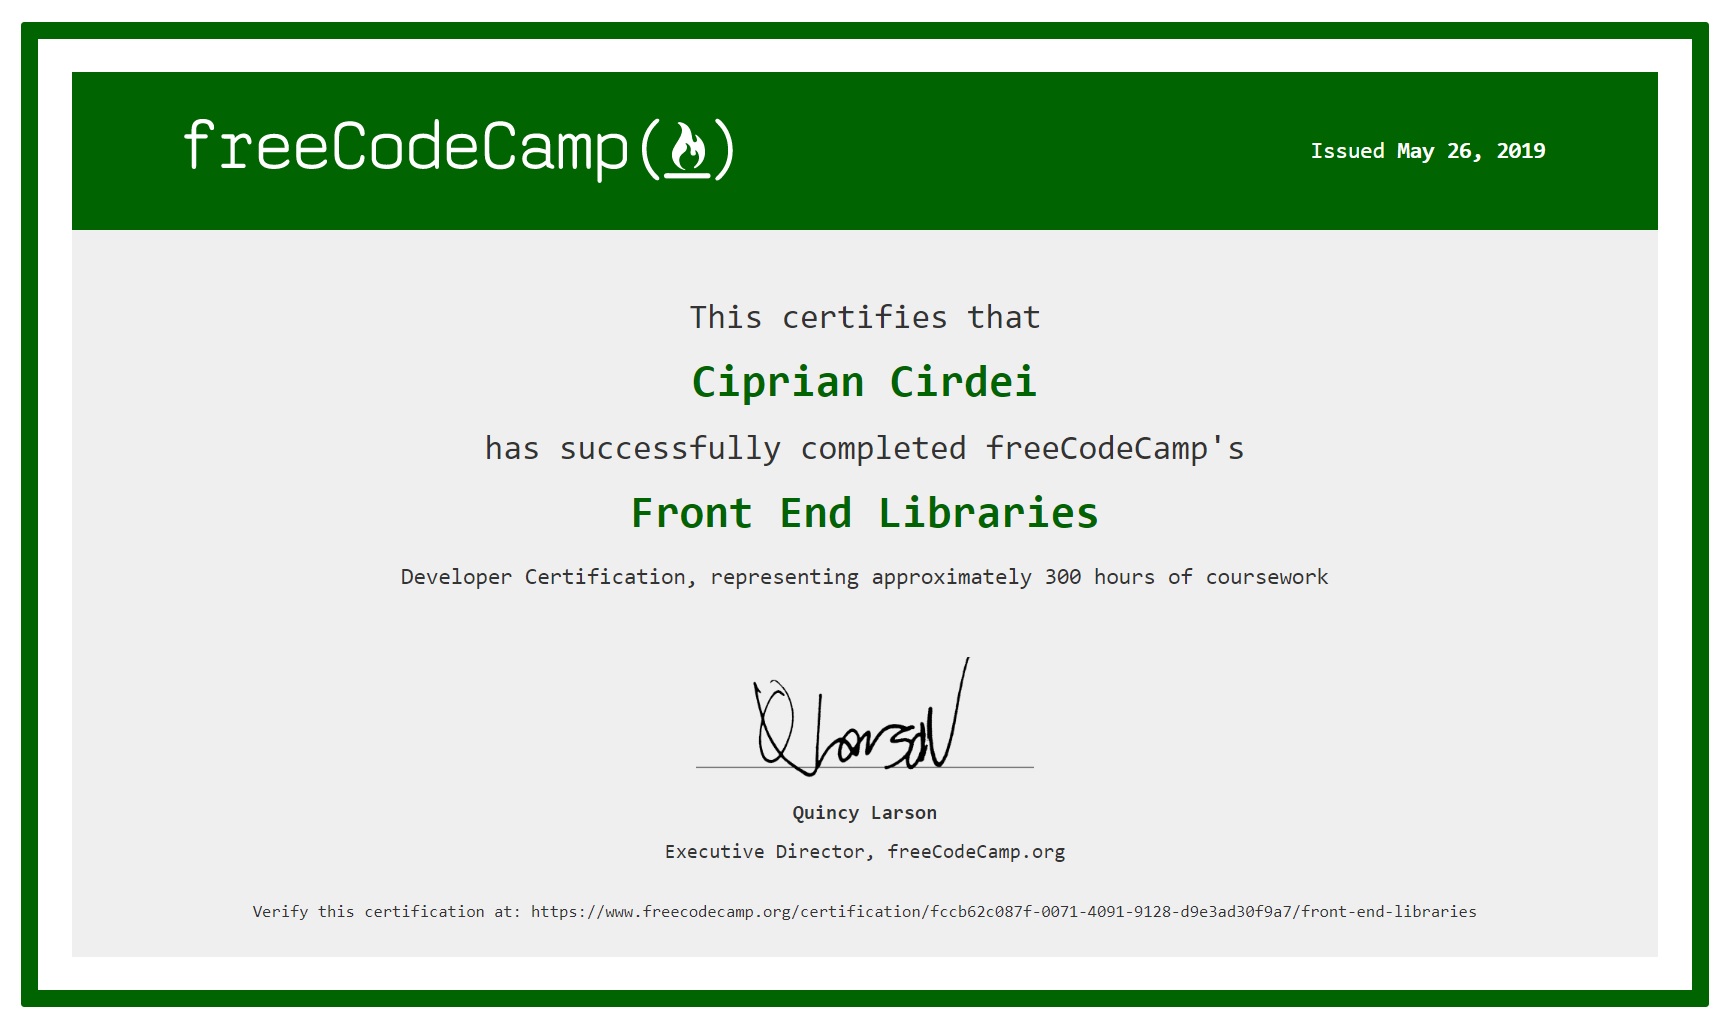 freeCodeCamp(🔥)
Issued May 26, 2019
This certifies that
Ciprian Cirdei
has successfully completed freeCodeCamp's
Front End Libraries
Developer Certification, representing approximately 300 hours of coursework
Q Larson
Quincy Larson
Executive Director, freeCodeCamp.org
Verify this certification at: https://www.freecodecamp.org/certification/fccb62c087f-0071-4091-9128-d9e3ad30f9a7/front-end-libraries